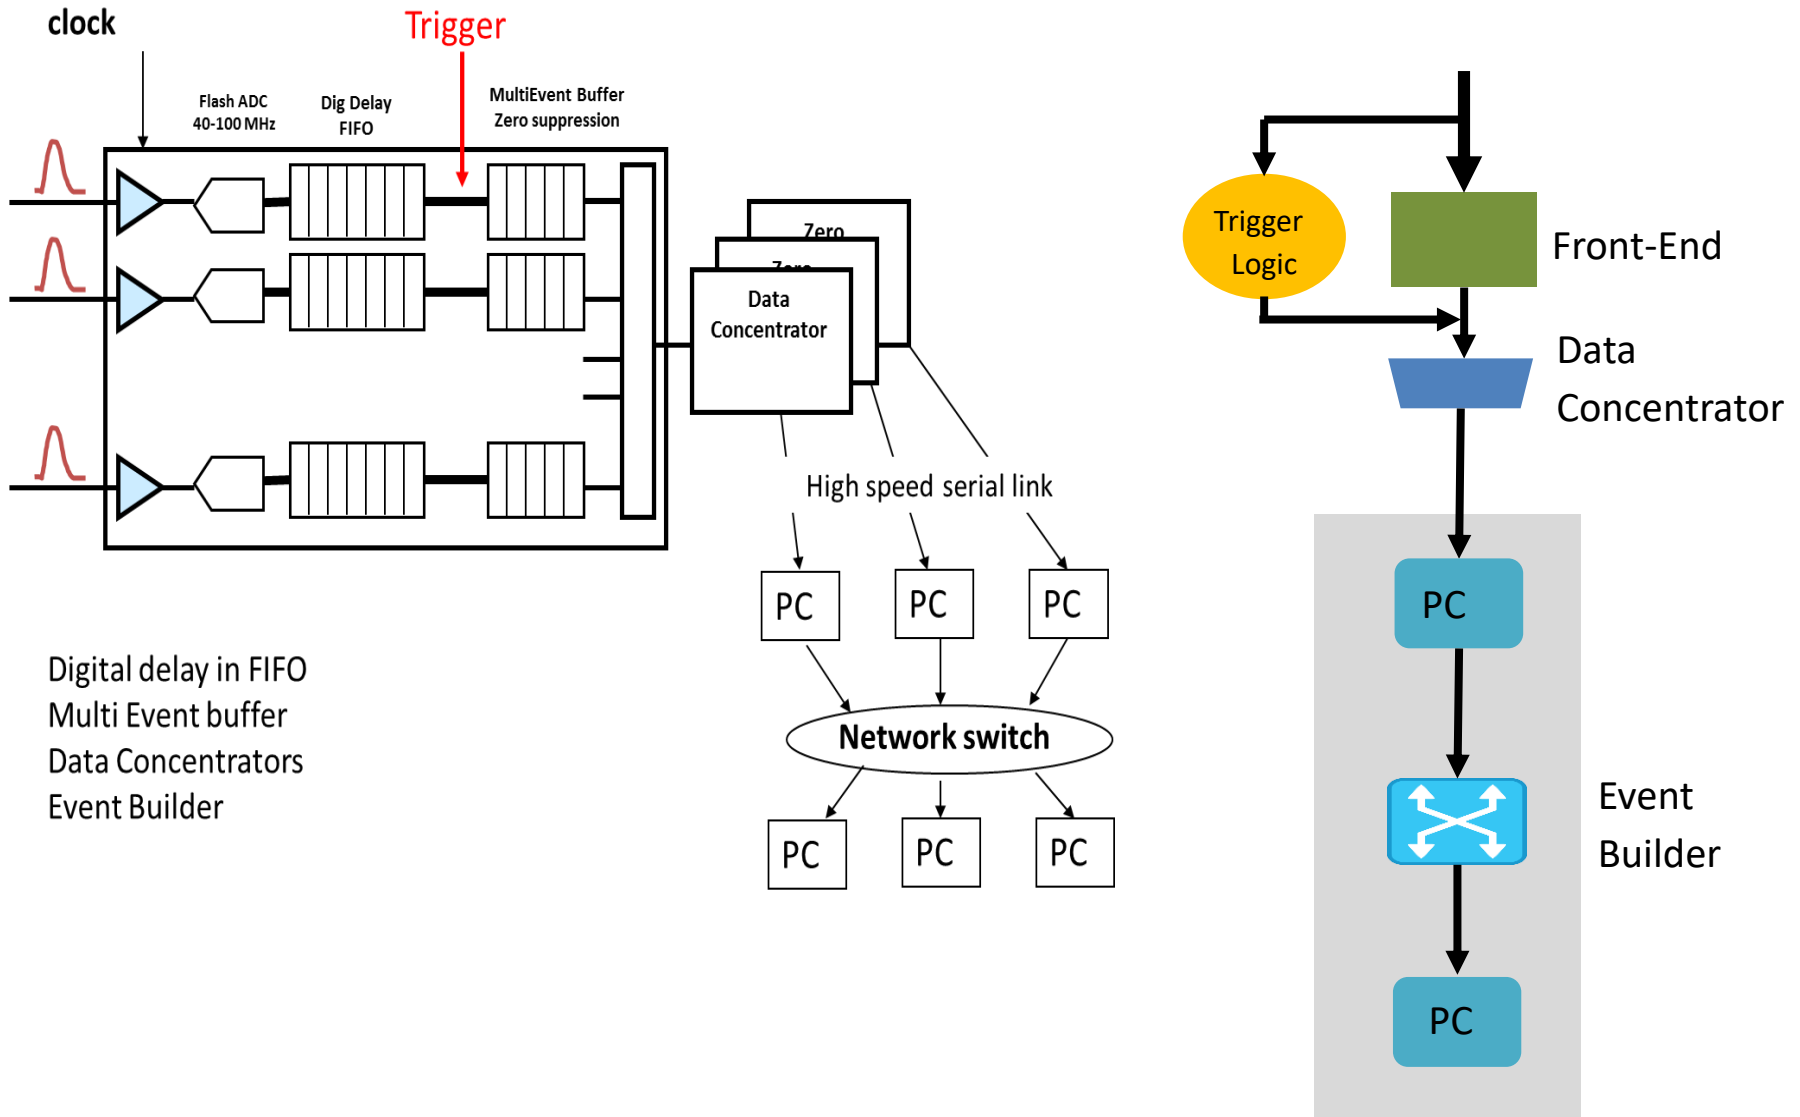 clock
Trigger
Flash ADC
40-100 MHz
Dig Delay
FIFO
MultiEvent Buffer
Zero suppression
Zero
Zero
Data
Concentrator
High speed serial link
PC
PC
PC
Network switch
PC
PC
PC
Digital delay in FIFO
Multi Event buffer
Data Concentrators
Event Builder
Trigger
Logic
Front-End
Data
Concentrator
PC
Event
Builder
PC